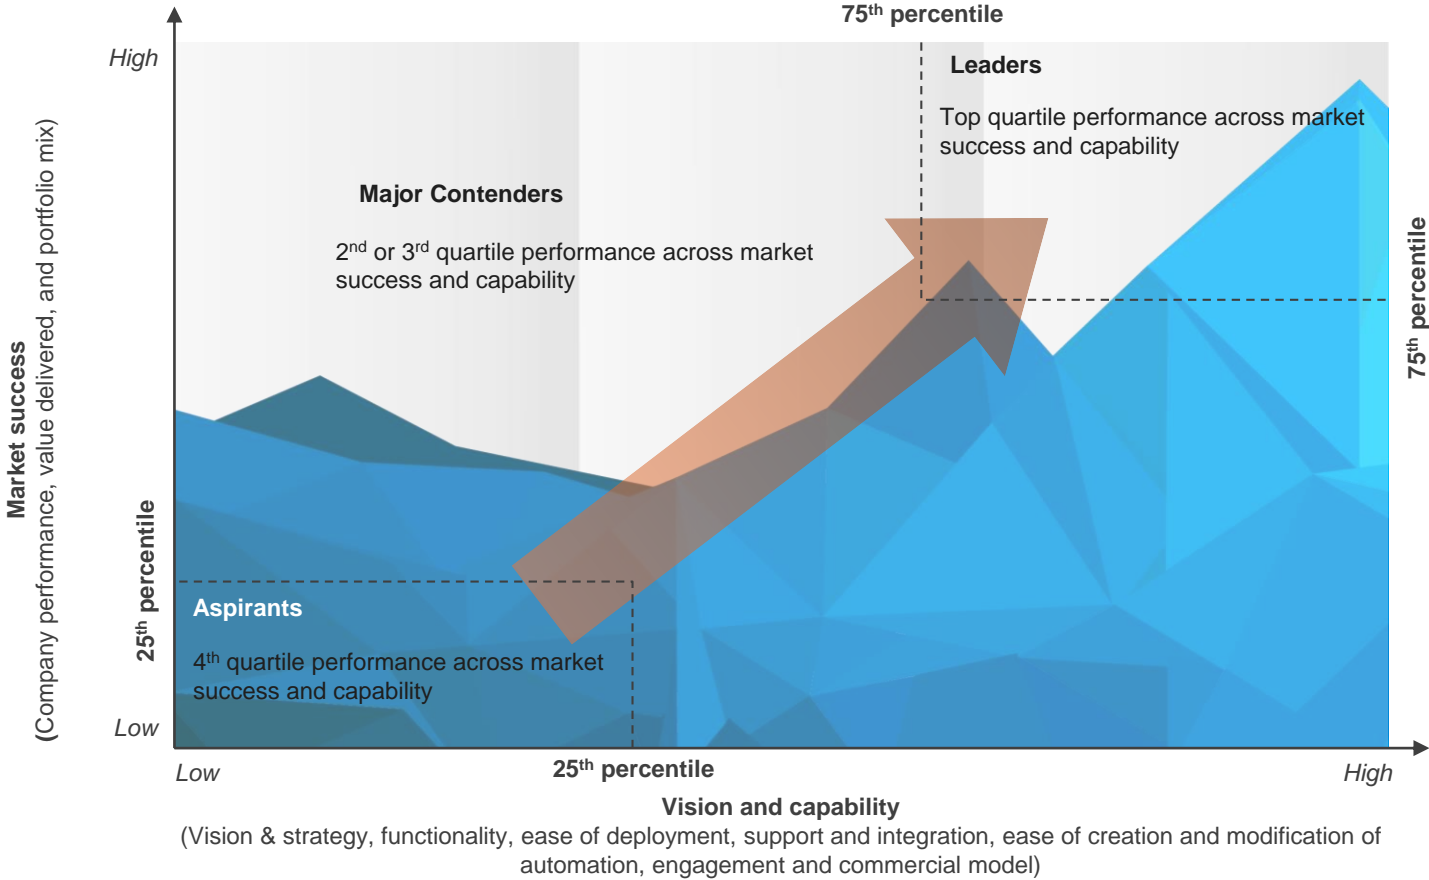 75th percentile
High
Leaders
Top quartile performance across market
success and capability
Major Contenders
2nd or 3rd quartile performance across market
success and capability
75th percentile
Market success
(Company performance, value delivered, and portfolio mix)
25th percentile
Aspirants
4th quartile performance across market
success and capability
Low
Low
25th percentile
High
Vision and capability
(Vision & strategy, functionality, ease of deployment, support and integration, ease of creation and modification of
automation, engagement and commercial model)